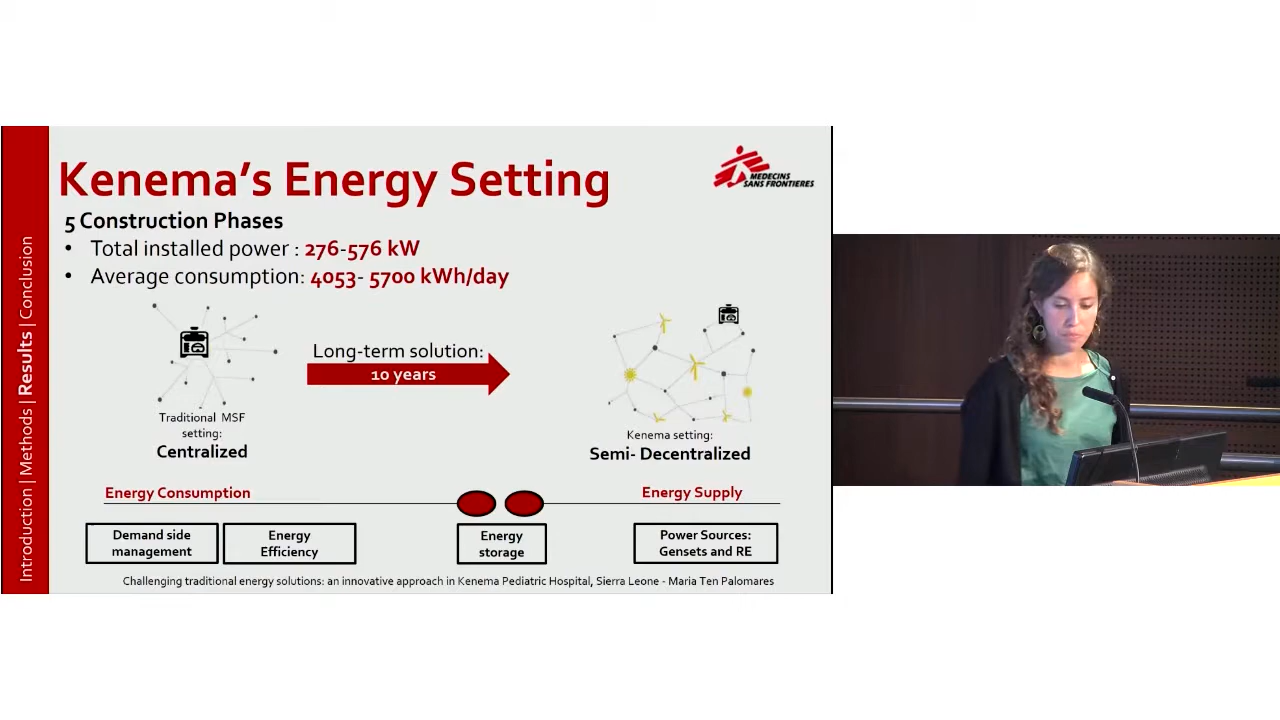 Kenema's Energy Setting
MEDECINS
SANS FRONTIERES
5 Construction Phases
• Total installed power : 276-576 kW
• Average consumption: 4053- 5700 kWh/day
Long-term solution:
10 years
Traditional MSF
setting:
Centralized
Kenema setting:
Semi- Decentralized
Energy Consumption
Energy Supply
Demand side
management
Energy
Efficiency
Energy
storage
Power Sources:
Gensets and RE
Challenging traditional energy solutions: an innovative approach in Kenema Pediatric Hospital, Sierra Leone - Maria Ten Palomares
Introduction | Methods | Results | Conclusion